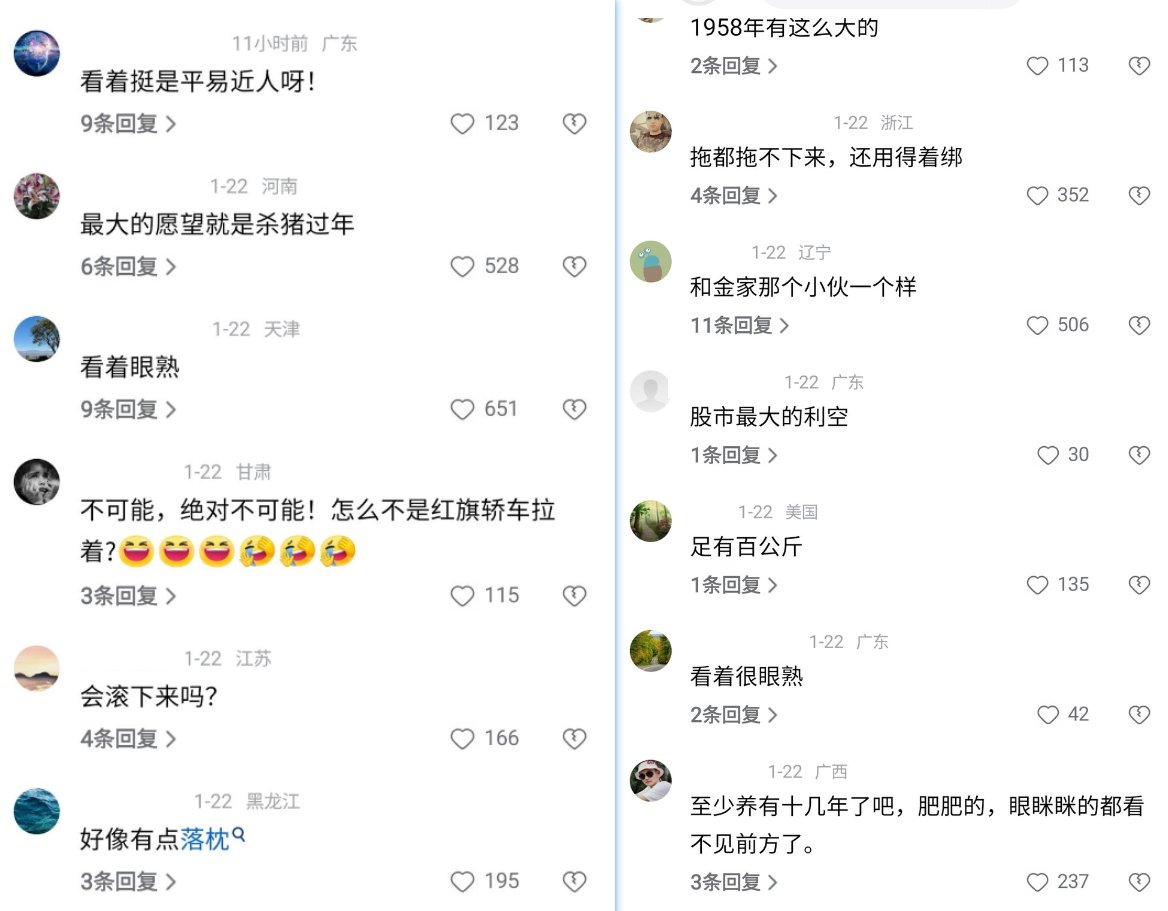 11小时前 广东
看着挺是平易近人呀！
9条回复
123
1-22 河南
最大的愿望就是杀猪过年
6条回复
528
1-22 天津
看着眼熟
9条回复
651
1-22 甘肃
不可能，绝对不可能！怎么不是红旗轿车拉
着?😆😆😆🤣🤣🤣
3条回复
115
1-22 江苏
会滚下来吗?
4条回复
166
1-22 黑龙江
好像有点落枕
3条回复
195
1958年有这么大的
2条回复
113
1-22 浙江
拖都拖不下来，还用得着绑
4条回复
352
1-22 辽宁
和金家那个小伙一个样
11条回复
506
1-22 广东
股市最大的利空
1条回复
30
1-22 美国
足有百公斤
1条回复
135
1-22 广东
看着很眼熟
2条回复
42
1-22 广西
至少养有十几年了吧，肥肥的，眼眯眯的都看
不见前方了。
3条回复
237